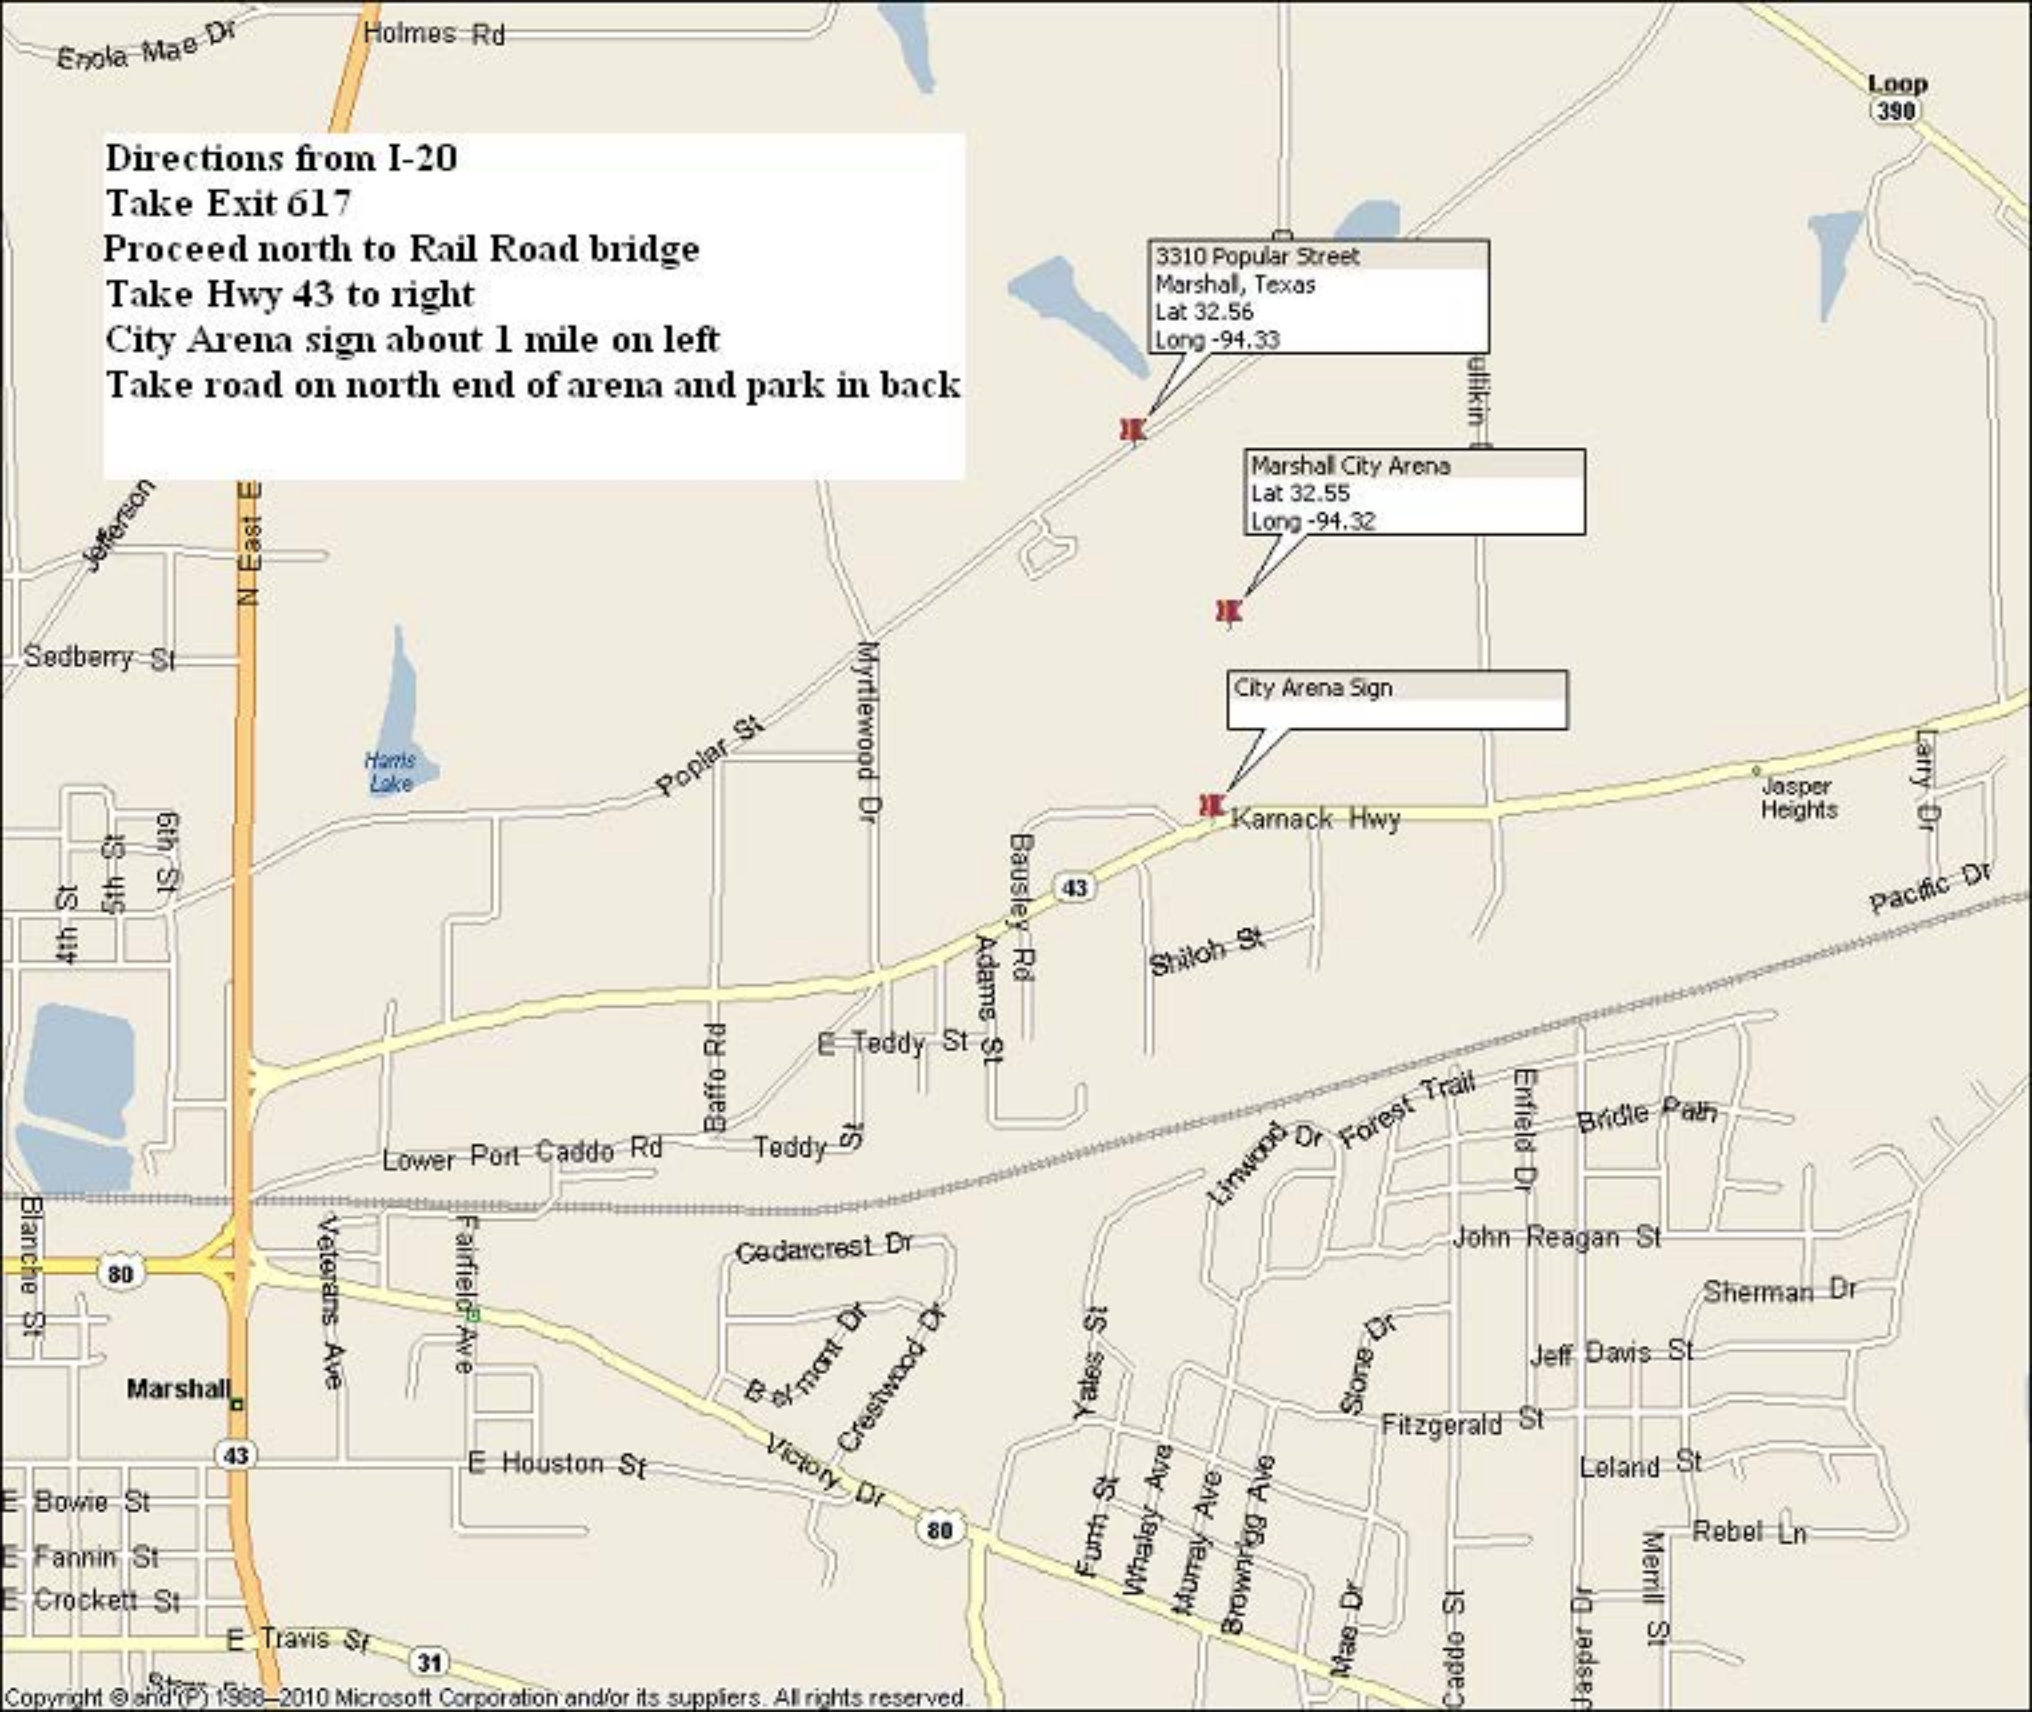 Enola Mae Dr
Holmes Rd
Loop
390
Directions from I-20
Take Exit 617
Proceed north to Rail Road bridge
Take Hwy 43 to right
City Arena sign about 1 mile on left
Take road on north end of arena and park in back
3310 Popular Street
Marshall, Texas
Lat 32.56
Long -94.33
ullikin
Marshall City Arena
Lat 32.55
Long -94.32
Jefferson
N East E
Sedberry St
Myrtlewood Dr
City Arena Sign
Poplar St
Harris
Lake
Larry Dr
Jasper
Heights
Karnack Hwy
6th St
5th St
4th St
Bausley Rd
43
Pacific Dr
Adams St
Shiloh St
Baffo Rd
E Teddy St
Enfield Dr
Forest Trail
Bridle Path
Linwood Dr
Lower Port Caddo Rd
Teddy St
Blanche St
Veterans Ave
Fairfield Ave
Cedarcrest Dr
John Reagan St
80
Sherman Dr
Belmont Dr
Crestwood Dr
Yates St
Slone Dr
Jeff Davis St
Marshall
Fitzgerald St
43
E Houston St
Victory Dr
Leland St
80
E Bowie St
Furrh St
Whaley Ave
Murray Ave
Brownrigg Ave
Rebel Ln
Merrill St
E Fannin St
E Crockett St
Mae Dr
Caddo St
Jasper Dr
E Travis St
31
Copyright © and (P) 1988–2010 Microsoft Corporation and/or its suppliers. All rights reserved.